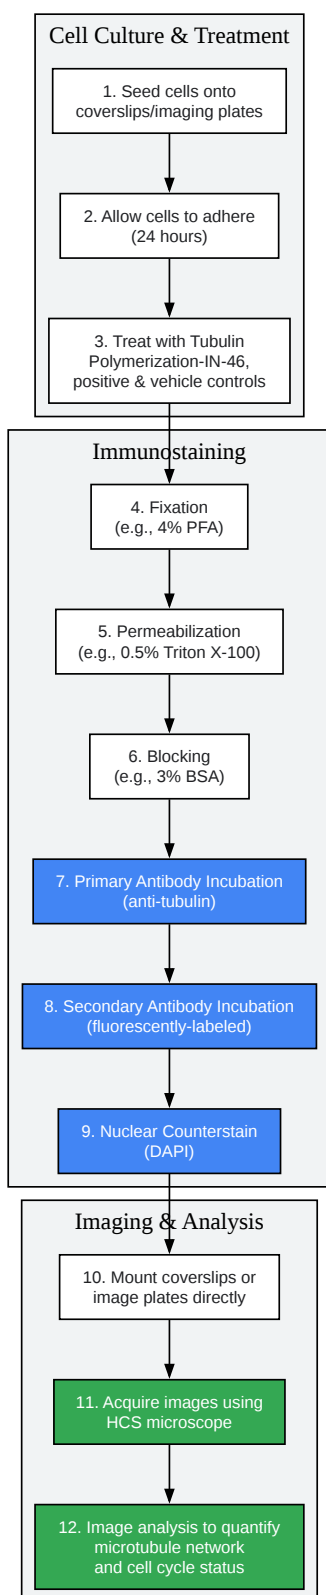 Cell Culture & Treatment
1. Seed cells onto
coverslips/imaging plates
2. Allow cells to adhere
(24 hours)
3. Treat with Tubulin
Polymerization-IN-46,
positive & vehicle controls
Immunostaining
4. Fixation
(e.g., 4% PFA)
5. Permeabilization
(e.g., 0.5% Triton X-100)
6. Blocking
(e.g., 3% BSA)
7. Primary Antibody Incubation
(anti-tubulin)
8. Secondary Antibody Incubation
(fluorescently-labeled)
9. Nuclear Counterstain
(DAPI)
Imaging & Analysis
10. Mount coverslips or
image plates directly
11. Acquire images using
HCS microscope
12. Image analysis to quantify
microtubule network
and cell cycle status